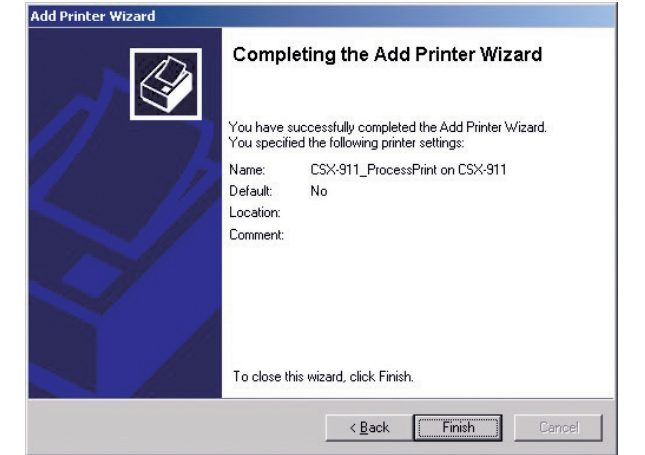 Add Printer Wizard
Completing the Add Printer Wizard
You have successfully completed the Add Printer Wizard.
You specified the following printer settings:
Name: CSX-911_ProcessPrint on CSX-911
Default: No
Location:
Comment:
To close this wizard, click Finish.
< Back Finish Cancel